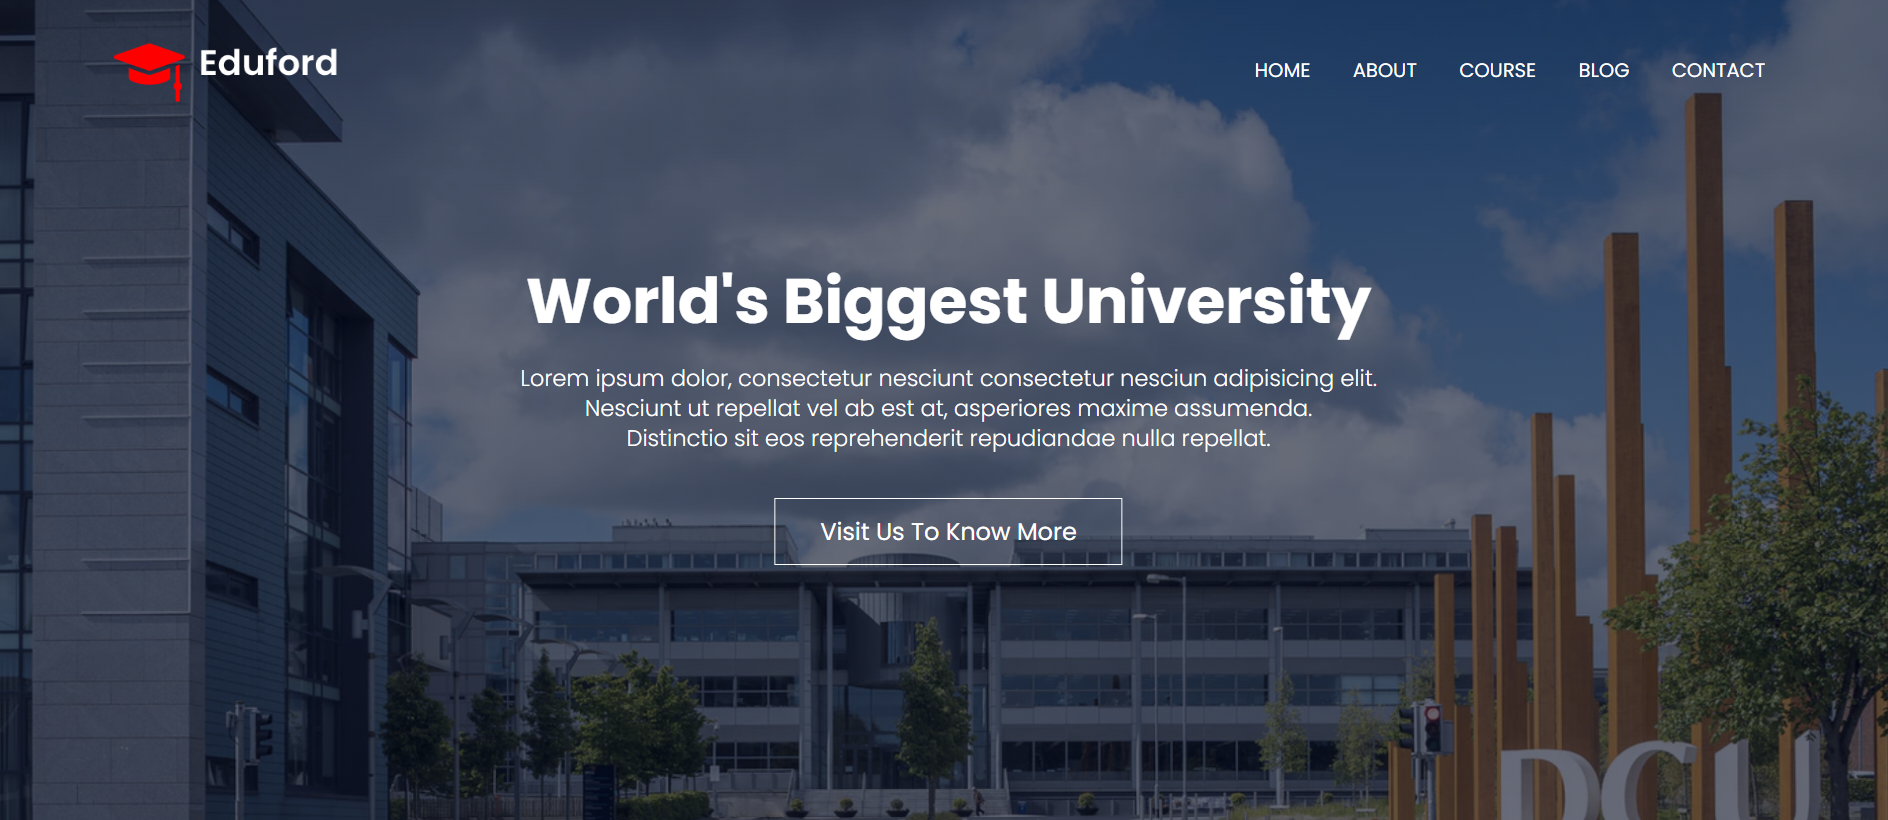 Eduford
HOME ABOUT COURSE BLOG CONTACT
World's Biggest University
Lorem ipsum dolor, consectetur nesciunt consectetur nesciun adipisicing elit.
Nesciunt ut repellat vel ab est at, asperiores maxime assumenda.
Distinctio sit eos reprehenderit repudiandae nulla repellat.
Visit Us To Know More
DCU